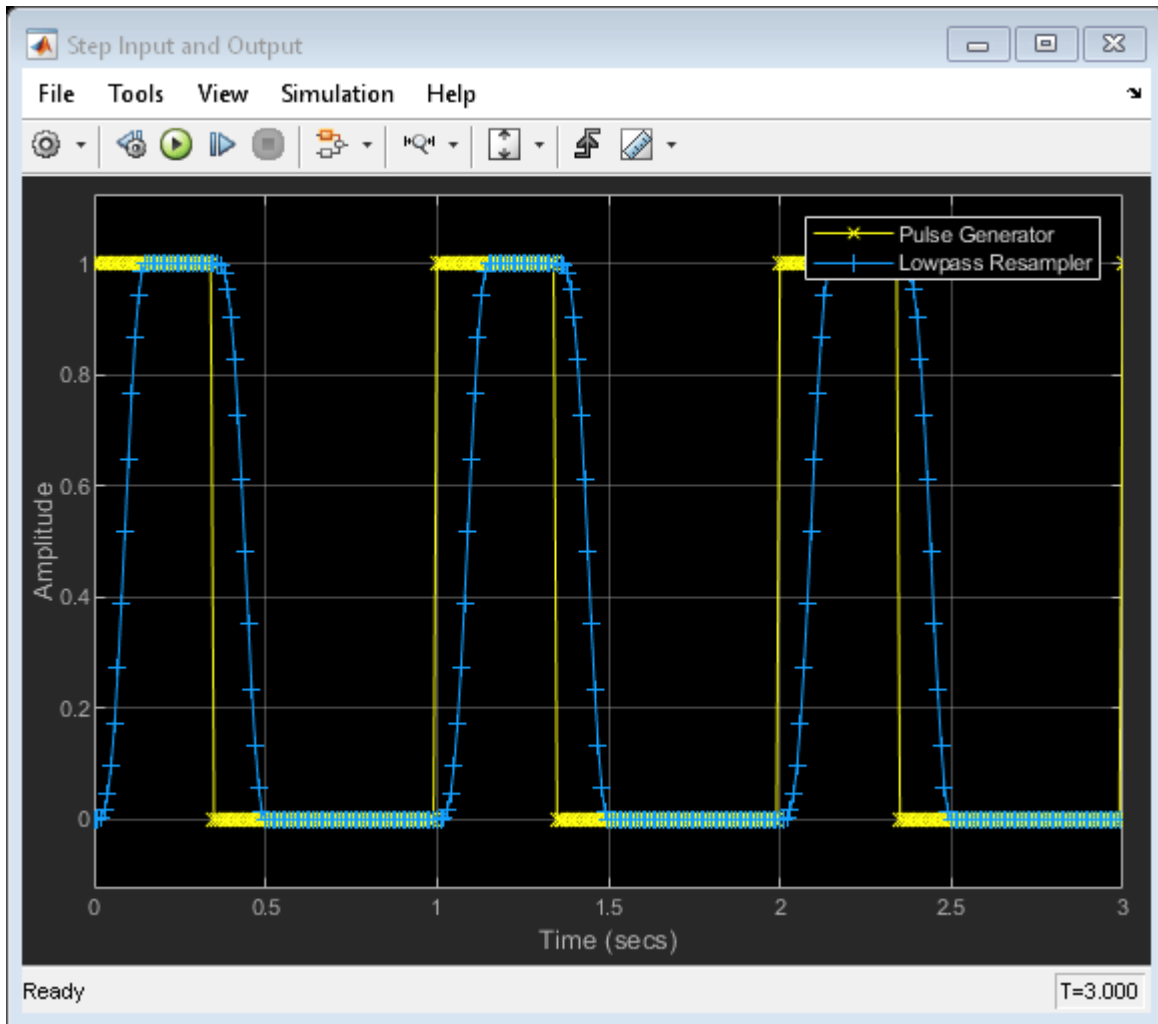 Step Input and Output
File Tools View Simulation Help
Pulse Generator
Lowpass Resampler
1
0.8
0.6
0.4
0.2
0
Amplitude
0 0.5 1 1.5 2 2.5 3
Time (secs)
Ready T=3.000